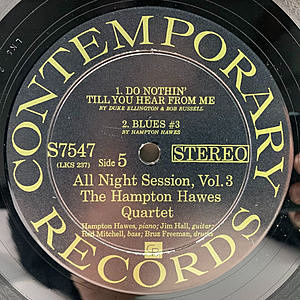 CONTEMPORARY
1. DO NOTHIN'
TILL YOU HEAR FROM ME
BY DUKE ELLINGTON & BOB RUSSELL
2. BLUES #3
BY HAMPTON HAWES
S7547
(LKS 237)
Side 5
STEREO
All Night Session, Vol. 3
The Hampton Hawes
Quartet
Hampton Hawes, piano; Jim Hall, guitar;
Red Mitchell, bass; Bruz Freeman, drums
RECORDS